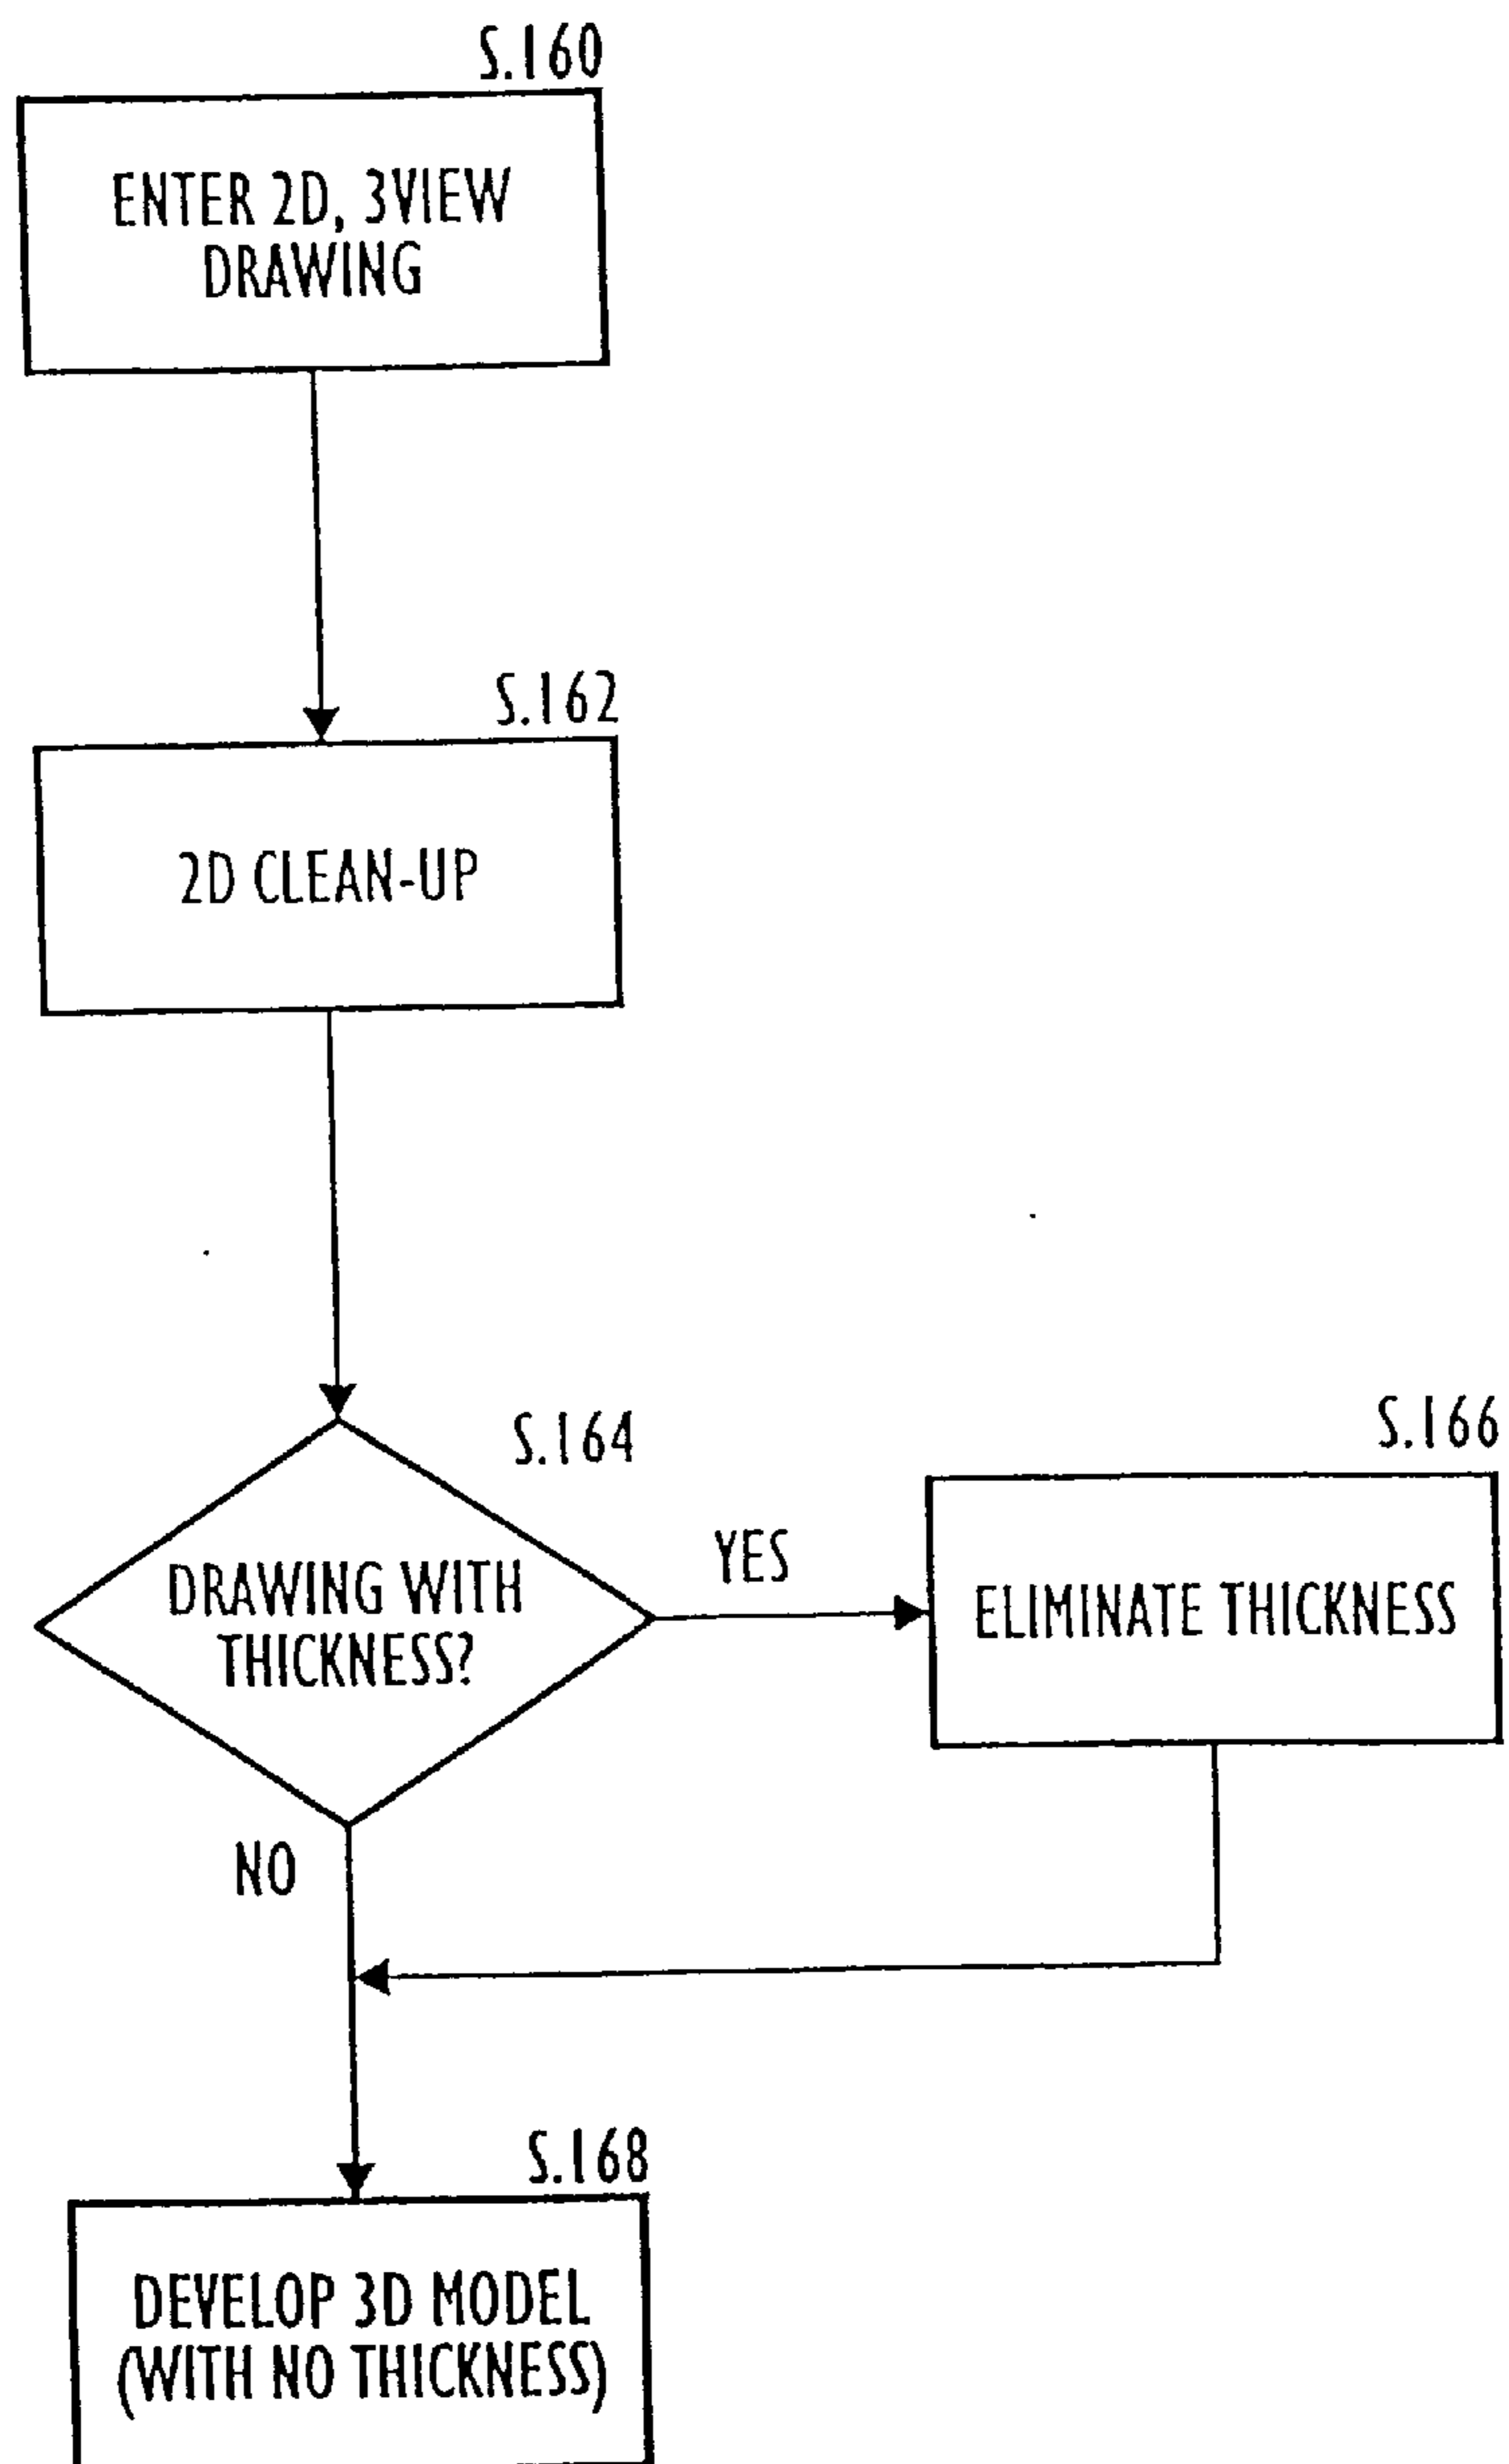 S.160
ENTER 2D, 3VIEW
DRAWING
S.162
2D CLEAN-UP
S.164
DRAWING WITH
THICKNESS?
YES
S.166
ELIMINATE THICKNESS
NO
S.168
DEVELOP 3D MODEL
(WITH NO THICKNESS)